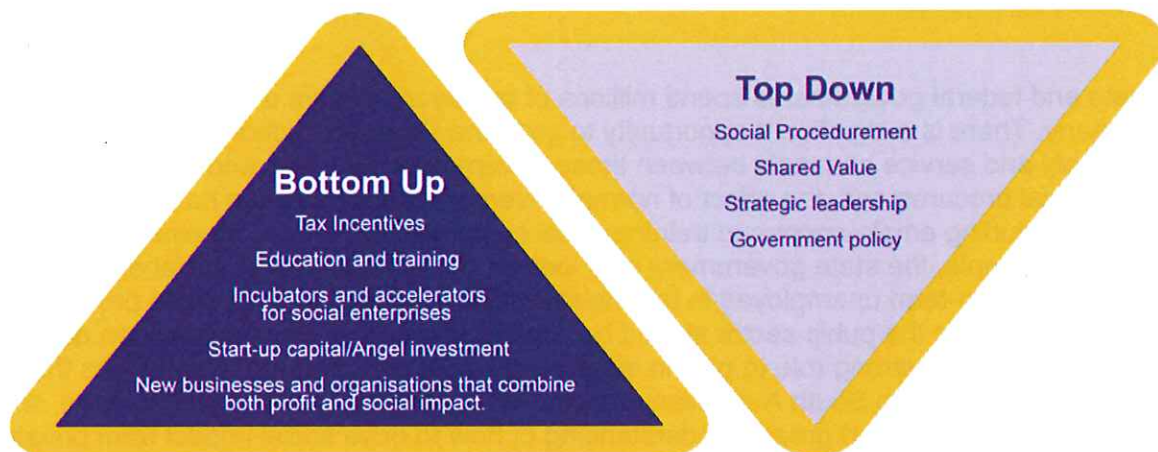 Bottom Up
Tax Incentives
Education and training
Incubators and accelerators
for social enterprises
Start-up capital/Angel investment
New businesses and organisations that combine
both profit and social impact.
Top Down
Social Procedurement
Shared Value
Strategic leadership
Government policy